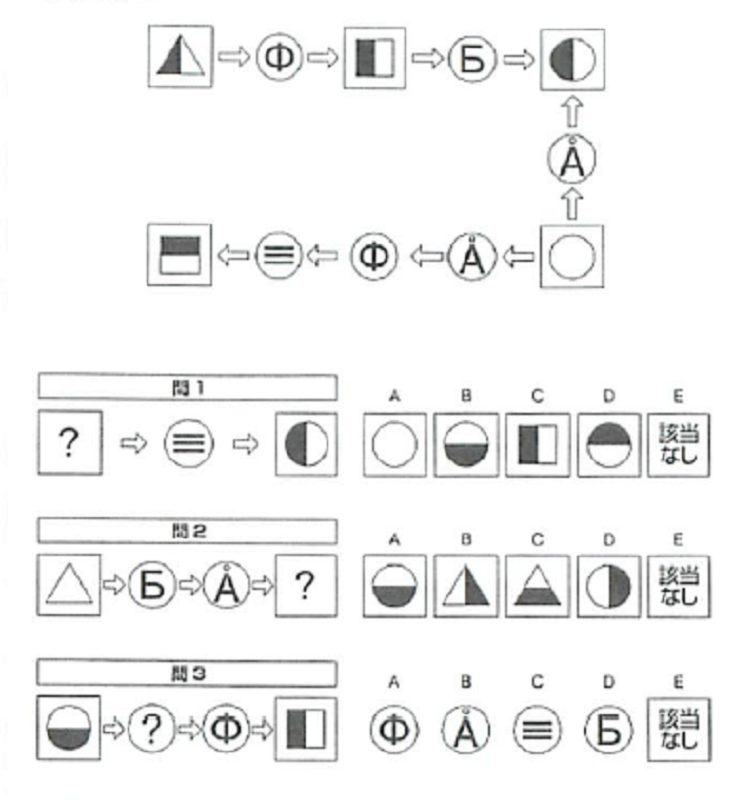 Ф Б
Å
≡ Ф Å
問1
? ≡
A B C D E
該当
なし
問2
Б Å ?
A B C D E
該当
なし
問3
? Ф
A B C D E
Ф Å ≡ Б 該当
なし